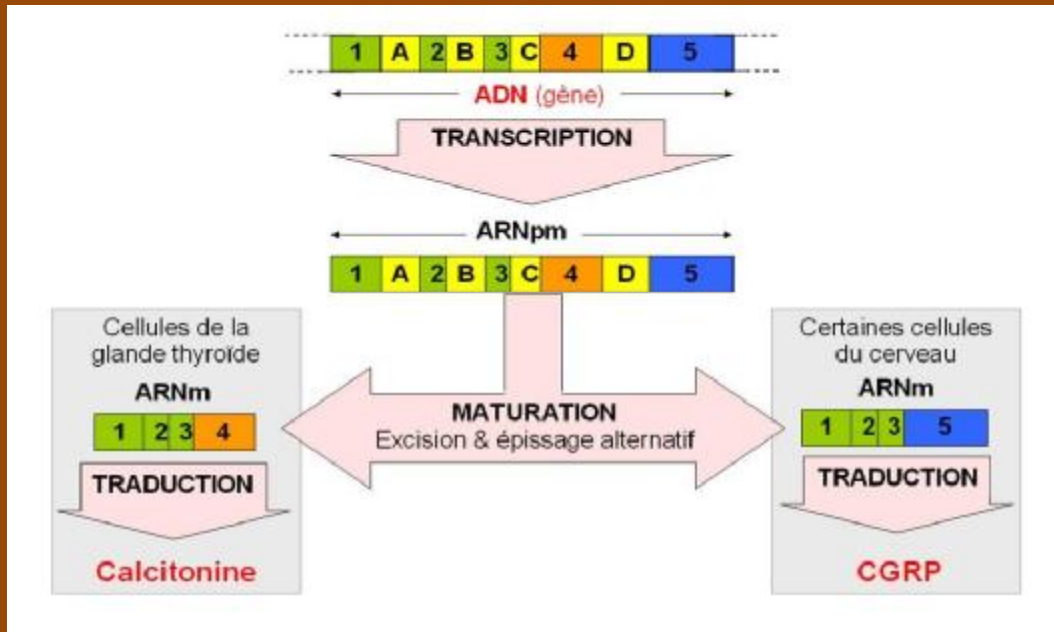 1 A 2 B 3 C 4 D 5
ADN (gène)
TRANSCRIPTION
ARNpm
1 A 2 B 3 C 4 D 5
Cellules de la
glande thyroïde
ARNm
1 2 3 4
TRADUCTION
Calcitonine
MATURATION
Excision & épissage alternatif
Certaines cellules
du cerveau
ARNm
1 2 3 5
TRADUCTION
CGRP